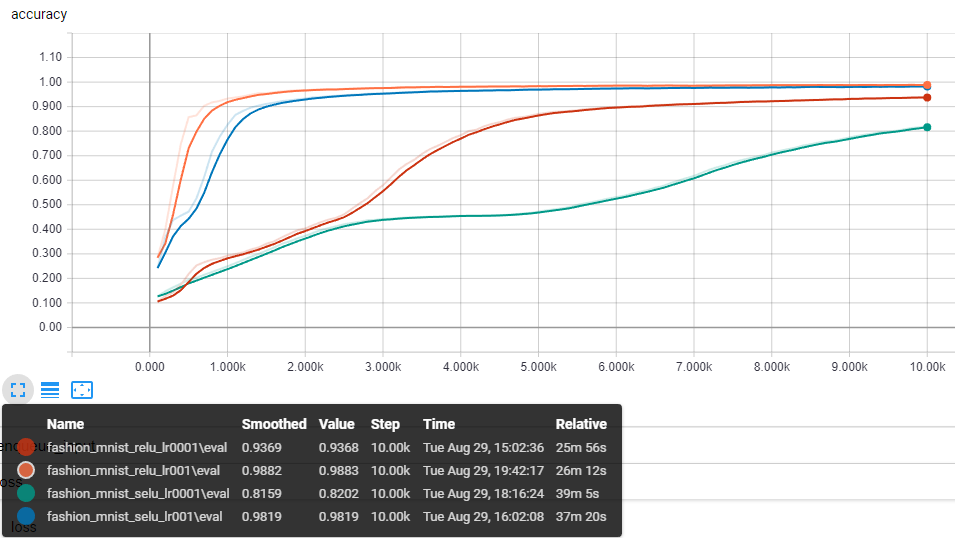 accuracy
1.10
1.00
0.900
0.800
0.700
0.600
0.500
0.400
0.300
0.200
0.100
0.00
0.000 1.000k 2.000k 3.000k 4.000k 5.000k 6.000k 7.000k 8.000k 9.000k 10.00k
Name Smoothed Value Step Time Relative
fashion_mnist_relu_lr0001\eval 0.9369 0.9368 10.00k Tue Aug 29, 15:02:36 25m 56s
fashion_mnist_relu_lr001\eval 0.9882 0.9883 10.00k Tue Aug 29, 19:42:17 26m 12s
fashion_mnist_selu_lr0001\eval 0.8159 0.8202 10.00k Tue Aug 29, 18:16:24 39m 5s
fashion_mnist_selu_lr001\eval 0.9819 0.9819 10.00k Tue Aug 29, 16:02:08 37m 20s
loss